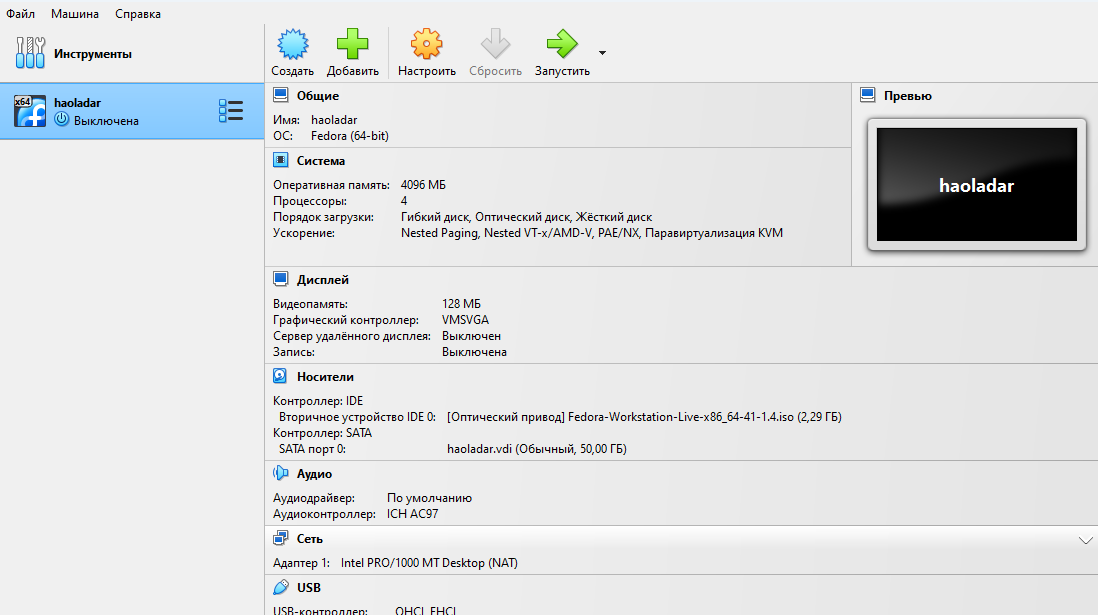 Файл Машина Справка
Инструменты
Создать Добавить Настроить Сбросить Запустить
x64 haoladar
Выключена
Общие
Имя: haoladar
ОС: Fedora (64-bit)
Превью
haoladar
Система
Оперативная память: 4096 МБ
Процессоры: 4
Порядок загрузки: Гибкий диск, Оптический диск, Жёсткий диск
Ускорение: Nested Paging, Nested VT-x/AMD-V, PAE/NX, Паравиртуализация KVM
Дисплей
Видеопамять: 128 МБ
Графический контроллер: VMSVGA
Сервер удалённого дисплея: Выключен
Запись: Выключена
Носители
Контроллер: IDE
Вторичное устройство IDE 0: [Оптический привод] Fedora-Workstation-Live-x86_64-41-1.4.iso (2,29 ГБ)
Контроллер: SATA
SATA порт 0: haoladar.vdi (Обычный, 50,00 ГБ)
Аудио
Аудиодрайвер: По умолчанию
Аудиоконтроллер: ICH AC97
Сеть
Адаптер 1: Intel PRO/1000 MT Desktop (NAT)
USB
USB-контроллер: OHCI, EHCI